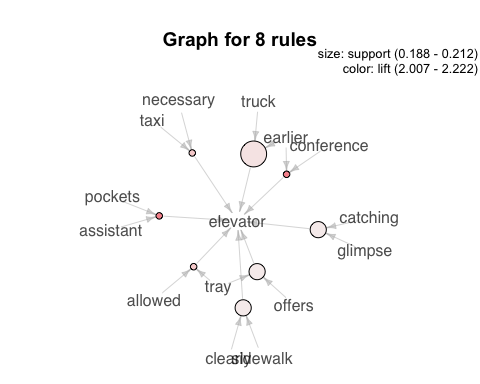 Graph for 8 rules
size: support (0.188 - 0.212)
color: lift (2.007 - 2.222)
necessary
truck
taxi
earlier
conference
pockets
catching
elevator
assistant
glimpse
tray
allowed
offers
clearly
sidewalk